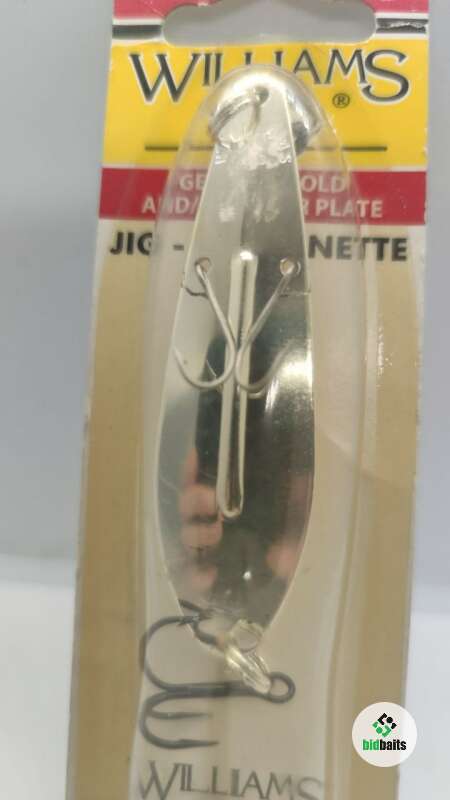 WILLIAMS
®
GE OLD
AND/ R PLATE
JIG - NETTE
WILLIAMS
bidbaits